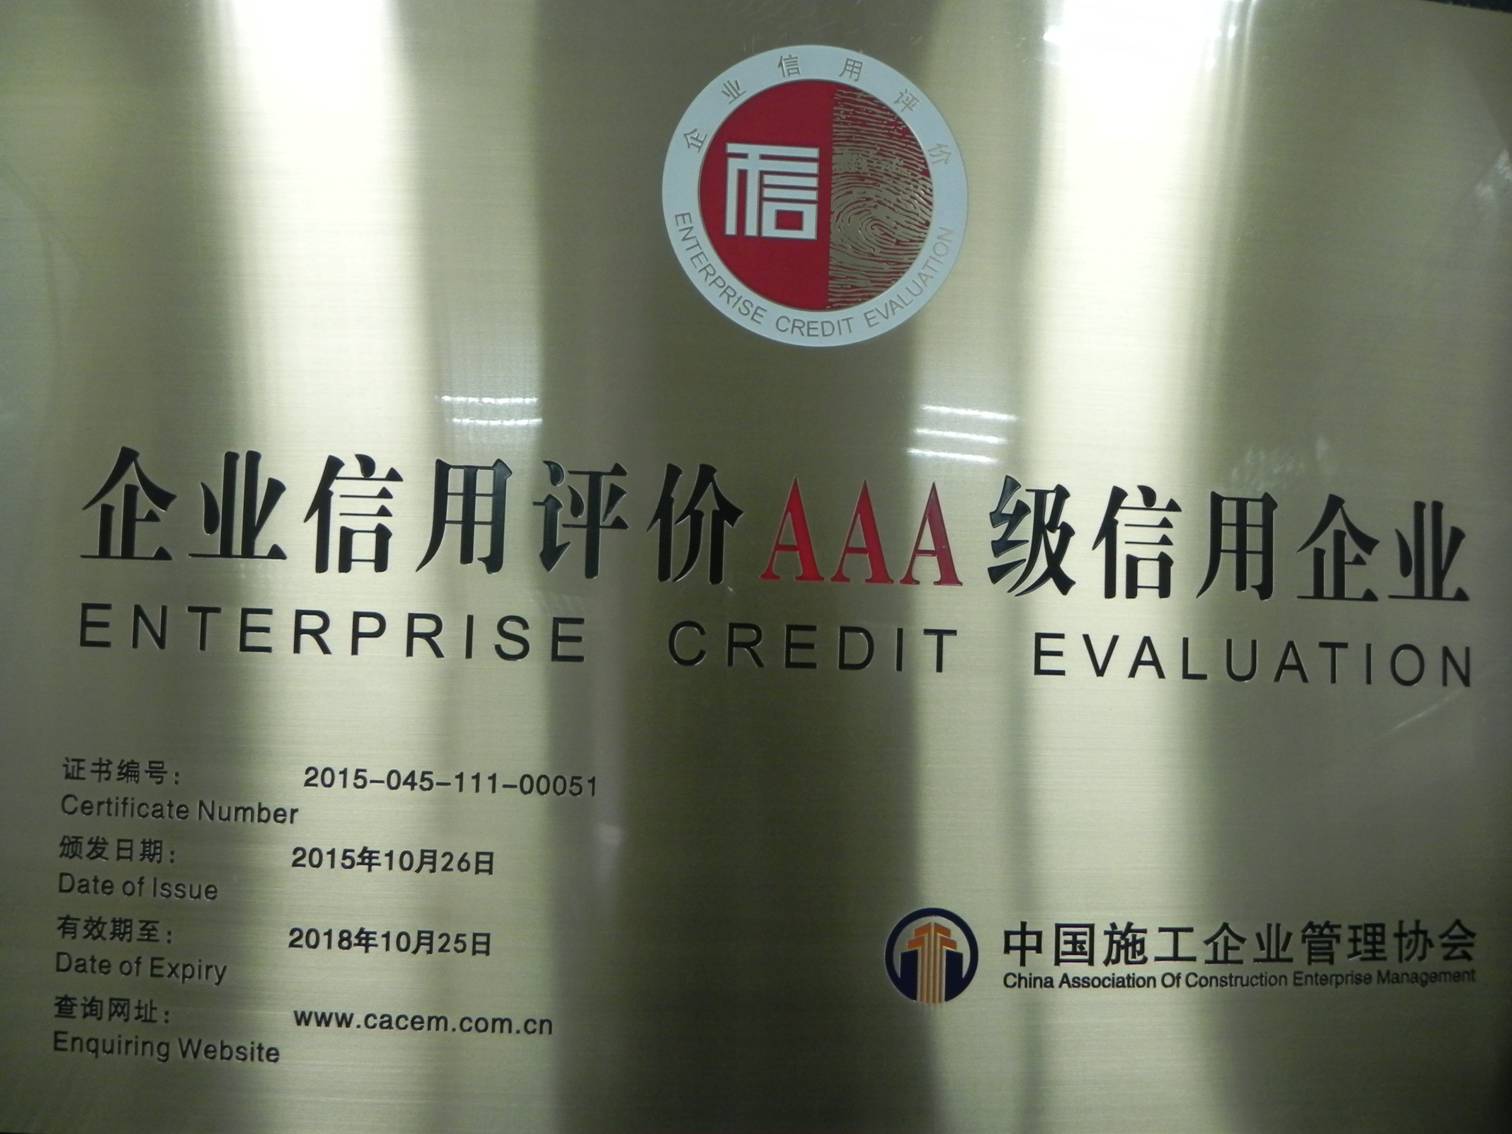 企业信用评价
信
ENTERPRISE CREDIT EVALUATION
企业信用评价AAA级信用企业
ENTERPRISE CREDIT EVALUATION
证书编号： 2015-045-111-00051
Certificate Number
颁发日期： 2015年10月26日
Date of Issue
有效期至： 2018年10月25日
Date of Expiry
查询网址： www.cacem.com.cn
Enquiring Website
中国施工企业管理协会
China Association Of Construction Enterprise Management